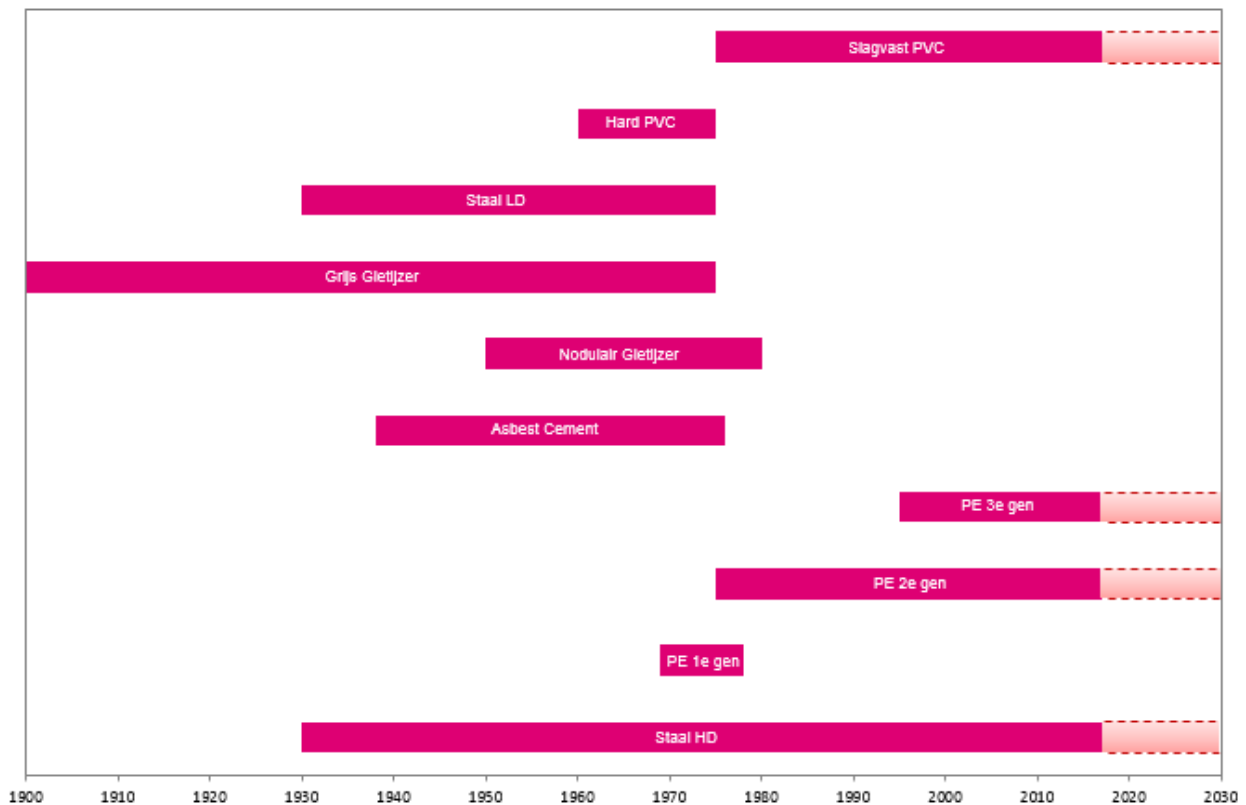 Slagvast PVC
Hard PVC
Staal LD
Grijs Gietijzer
Nodulair Gietijzer
Asbest Cement
PE 3e gen
PE 2e gen
PE 1e gen
Staal HD
1900 1910 1920 1930 1940 1950 1960 1970 1980 1990 2000 2010 2020 2030